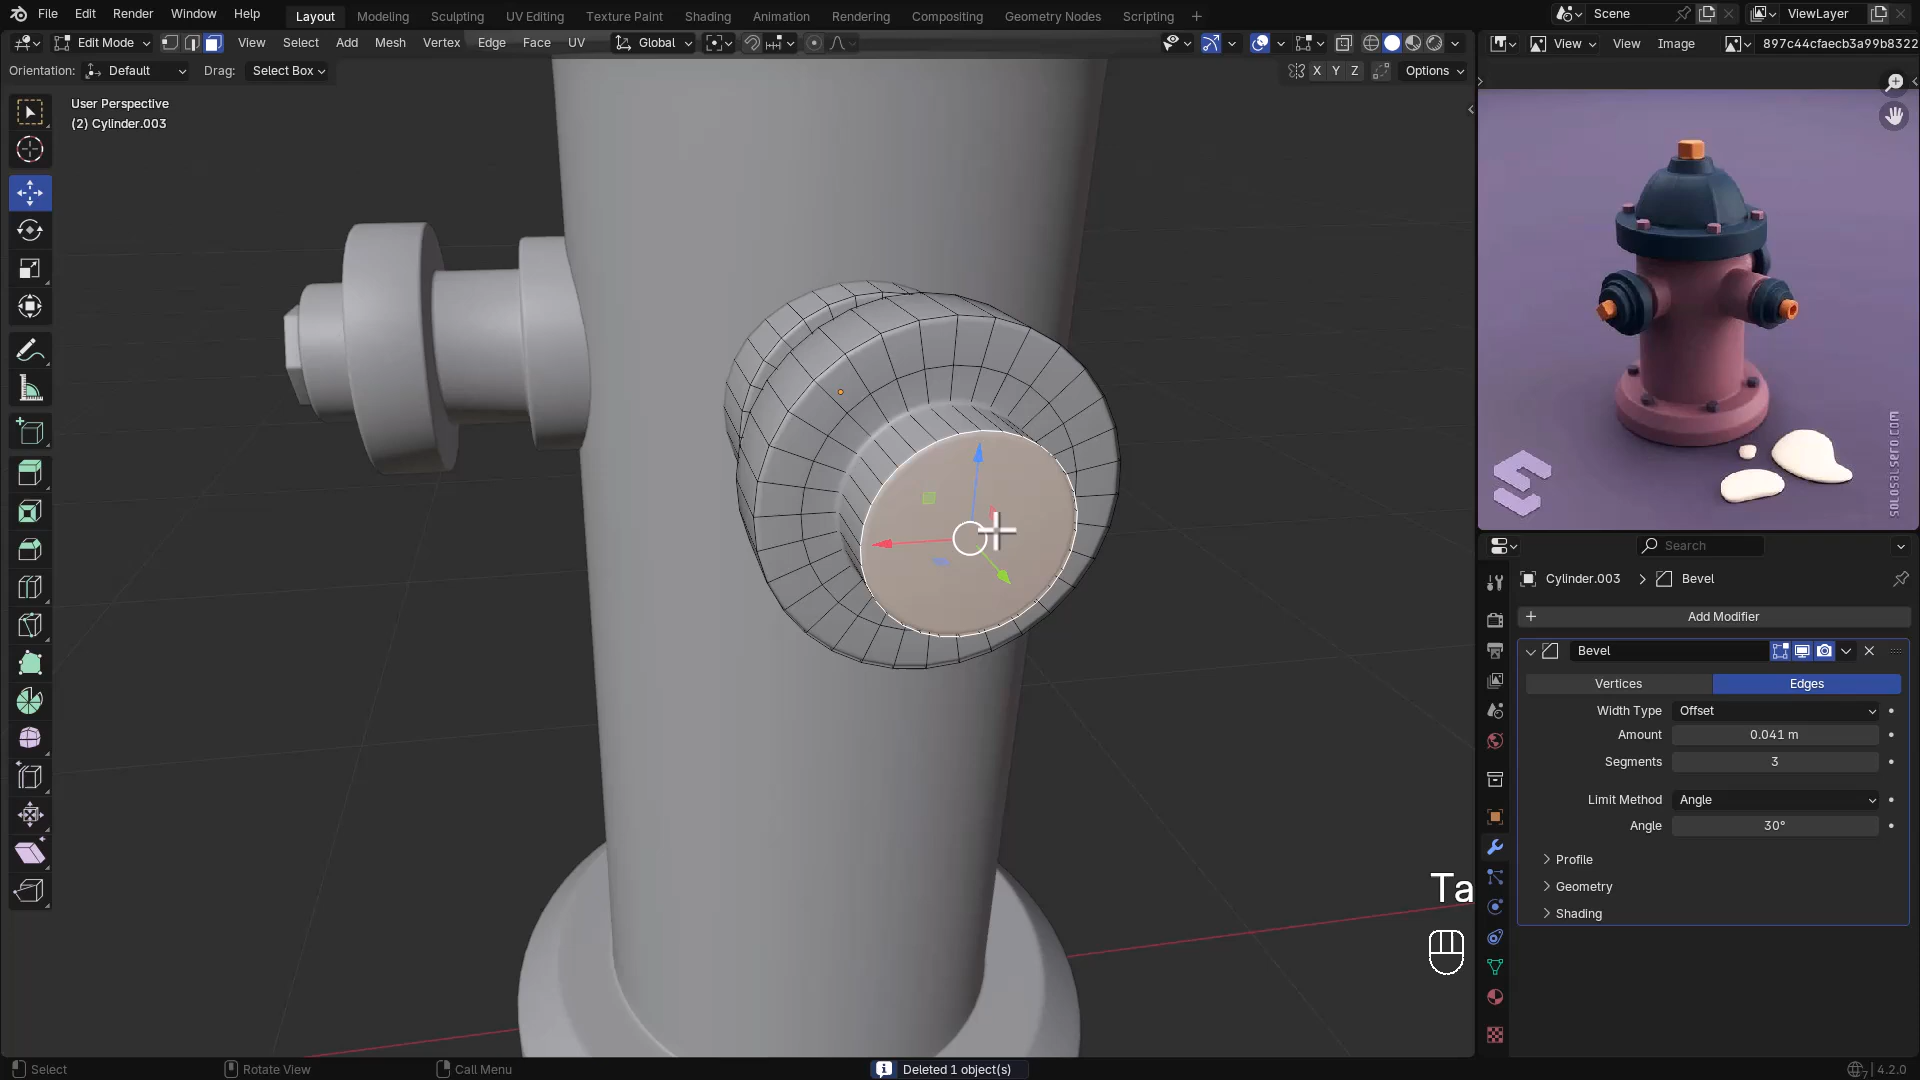 File Edit Render Window Help Layout Modeling Sculpting UV Editing Texture Paint Shading Animation Rendering Compositing Geometry Nodes Scripting Scene ViewLayer
Edit Mode View Select Add Mesh Vertex Edge Face UV Global View View Image 897c44cfaecb3a99b8322
Orientation: Default Drag: Select Box X Y Z Options
User Perspective
(2) Cylinder.003
SOLOSALSERO.COM
Search
Cylinder.003 Bevel
Add Modifier
Bevel
Vertices Edges
Width Type Offset
Amount 0.041 m
Segments 3
Limit Method Angle
Angle 30°
Profile
Geometry
Shading
Ta
Select Rotate View Call Menu Deleted 1 object(s) 4.2.0